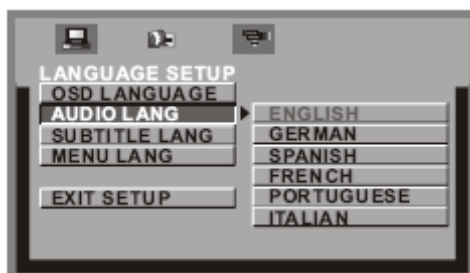 LANGUAGE SETUP
OSD LANGUAGE
AUDIO LANG
SUBTITLE LANG
MENU LANG
EXIT SETUP
ENGLISH
GERMAN
SPANISH
FRENCH
PORTUGUESE
ITALIAN